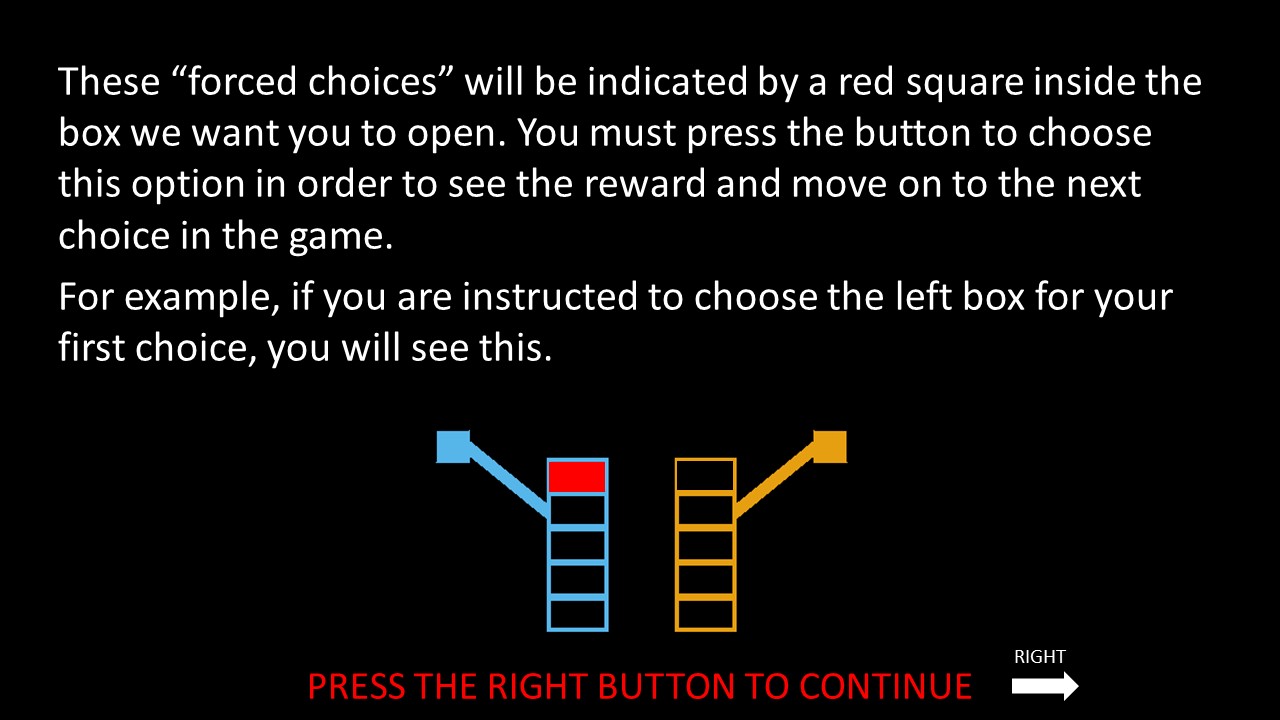 These “forced choices” will be indicated by a red square inside the
box we want you to open. You must press the button to choose
this option in order to see the reward and move on to the next
choice in the game.
For example, if you are instructed to choose the left box for your
first choice, you will see this.
RIGHT
PRESS THE RIGHT BUTTON TO CONTINUE